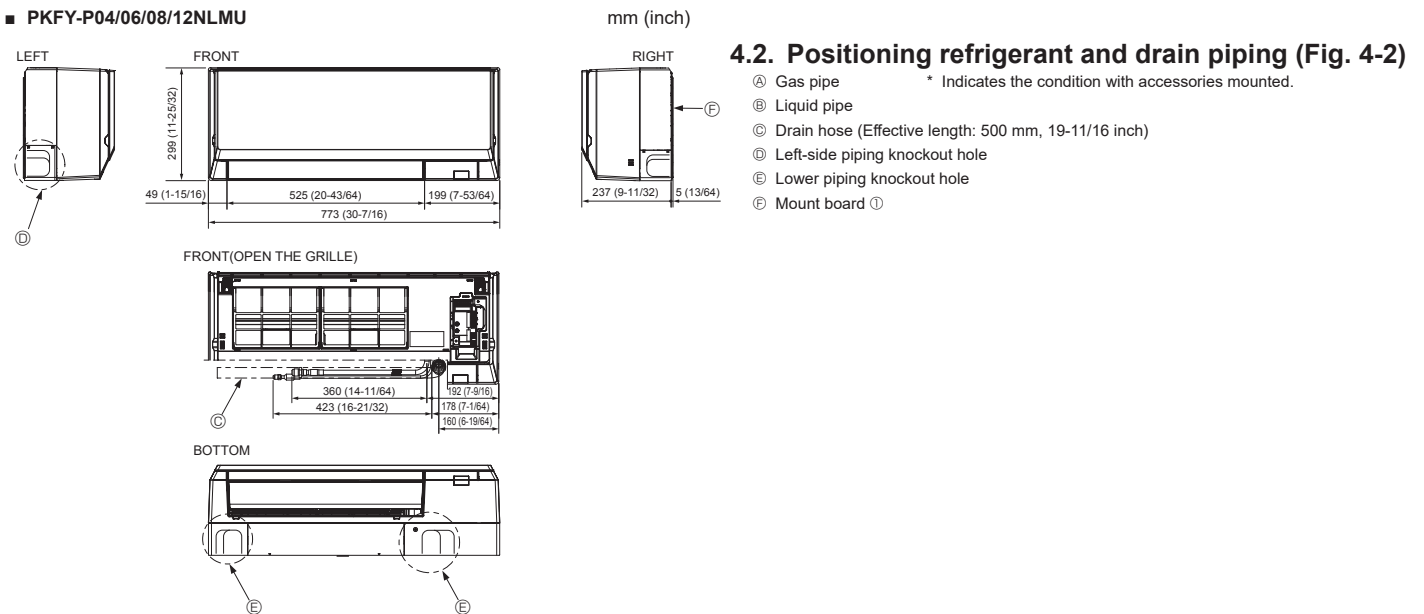 ■ PKFY-P04/06/08/12NLMU mm (inch)
LEFT
FRONT
RIGHT
299 (11-25/32)
Ⓕ
49 (1-15/16)
525 (20-43/64)
199 (7-53/64)
773 (30-7/16)
237 (9-11/32)
5 (13/64)
Ⓓ
FRONT(OPEN THE GRILLE)
360 (14-11/64)
192 (7-9/16)
423 (16-21/32)
178 (7-1/64)
160 (6-19/64)
Ⓒ
BOTTOM
Ⓔ
Ⓔ
4.2. Positioning refrigerant and drain piping (Fig. 4-2)
Ⓐ Gas pipe * Indicates the condition with accessories mounted.
Ⓑ Liquid pipe
Ⓒ Drain hose (Effective length: 500 mm, 19-11/16 inch)
Ⓓ Left-side piping knockout hole
Ⓔ Lower piping knockout hole
Ⓕ Mount board ①